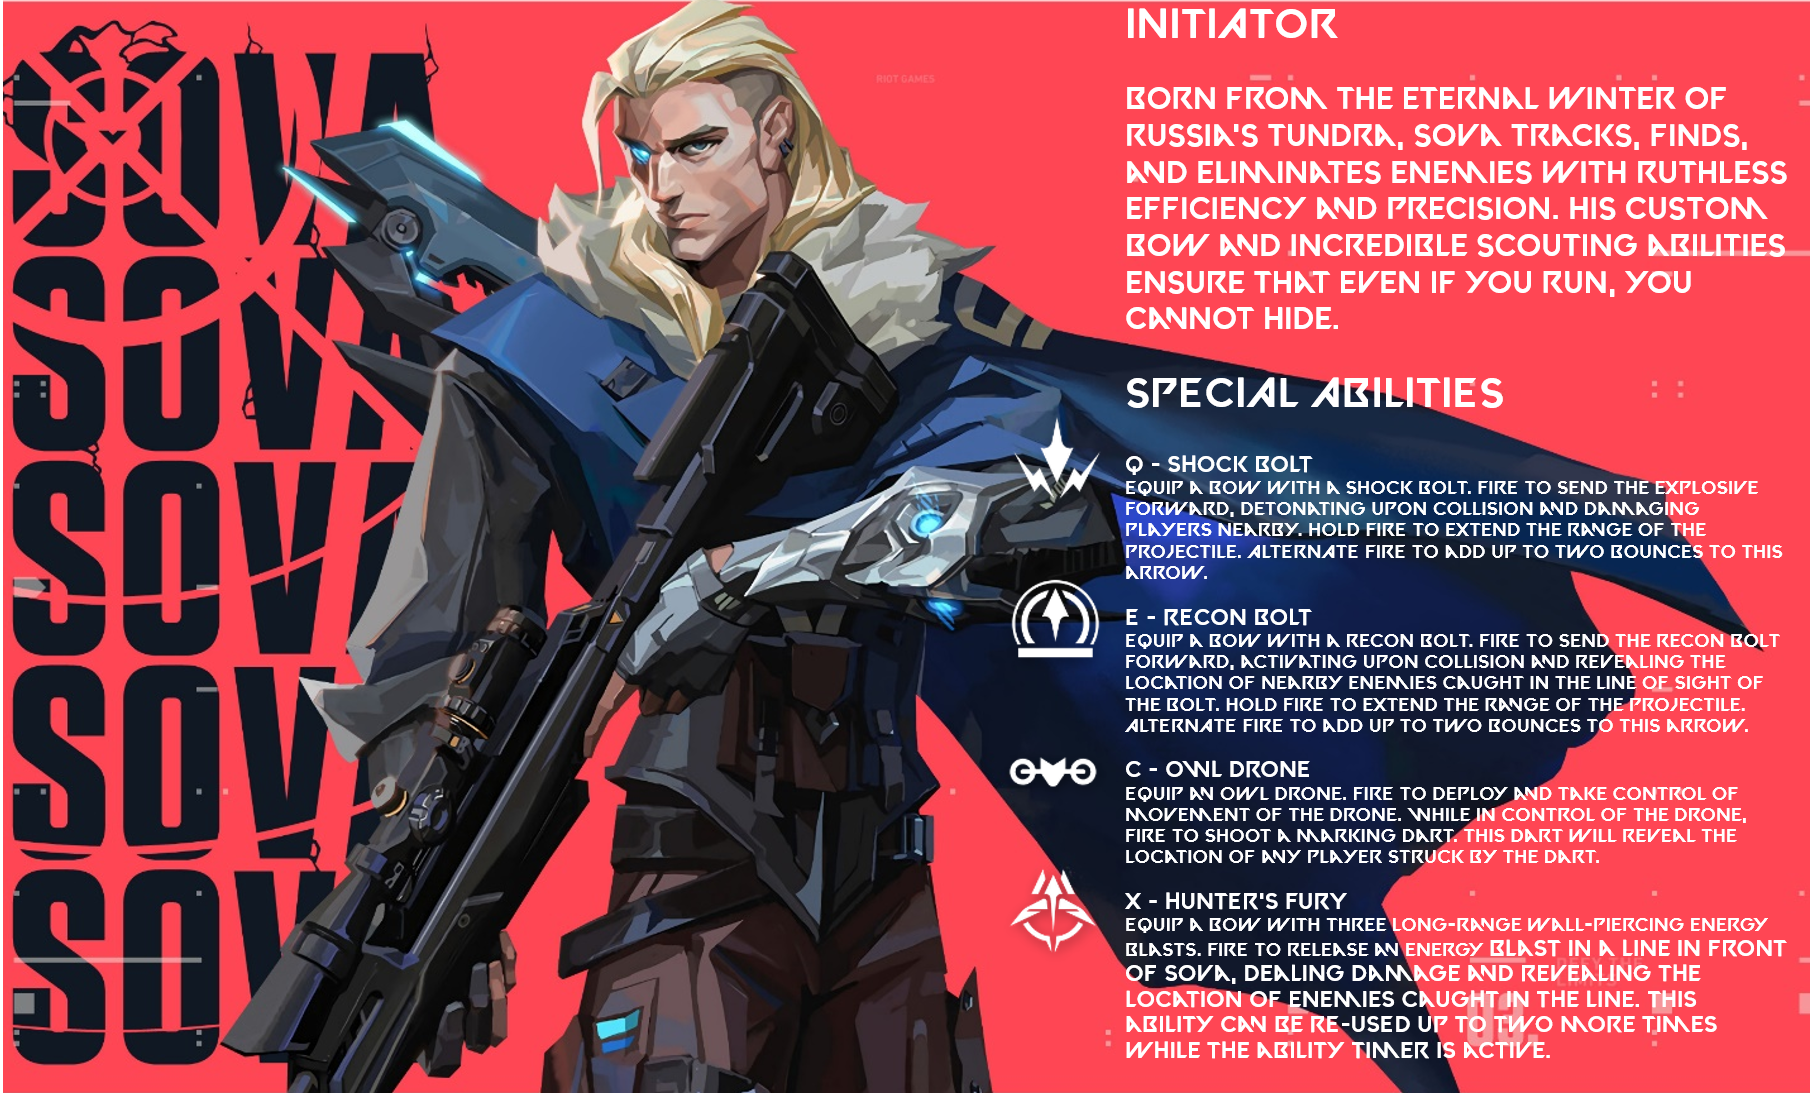 SOVA
SOVA
SOVA
SOVA
SOV
RIOT GAMES
INITIATOR
BORN FROM THE ETERNAL WINTER OF
RUSSIA'S TUNDRA, SOVA TRACKS, FINDS,
AND ELIMINATES ENEMIES WITH RUTHLESS
EFFICIENCY AND PRECISION. HIS CUSTOM
BOW AND INCREDIBLE SCOUTING ABILITIES
ENSURE THAT EVEN IF YOU RUN, YOU
CANNOT HIDE.
SPECIAL ABILITIES
Q - SHOCK BOLT
EQUIP A BOW WITH A SHOCK BOLT. FIRE TO SEND THE EXPLOSIVE
FORWARD, DETONATING UPON COLLISION AND DAMAGING
PLAYERS NEARBY. HOLD FIRE TO EXTEND THE RANGE OF THE
PROJECTILE. ALTERNATE FIRE TO ADD UP TO TWO BOUNCES TO THIS
ARROW.
E - RECON BOLT
EQUIP A BOW WITH A RECON BOLT. FIRE TO SEND THE RECON BOLT
FORWARD, ACTIVATING UPON COLLISION AND REVEALING THE
LOCATION OF NEARBY ENEMIES CAUGHT IN THE LINE OF SIGHT OF
THE BOLT. HOLD FIRE TO EXTEND THE RANGE OF THE PROJECTILE.
ALTERNATE FIRE TO ADD UP TO TWO BOUNCES TO THIS ARROW.
C - OWL DRONE
EQUIP AN OWL DRONE. FIRE TO DEPLOY AND TAKE CONTROL OF
MOVEMENT OF THE DRONE. WHILE IN CONTROL OF THE DRONE,
FIRE TO SHOOT A MARKING DART. THIS DART WILL REVEAL THE
LOCATION OF ANY PLAYER STRUCK BY THE DART.
X - HUNTER'S FURY
EQUIP A BOW WITH THREE LONG-RANGE WALL-PIERCING ENERGY
BLASTS. FIRE TO RELEASE AN ENERGY BLAST IN A LINE IN FRONT
OF SOVA, DEALING DAMAGE AND REVEALING THE
LOCATION OF ENEMIES CAUGHT IN THE LINE. THIS
ABILITY CAN BE RE-USED UP TO TWO MORE TIMES
WHILE THE ABILITY TIMER IS ACTIVE.